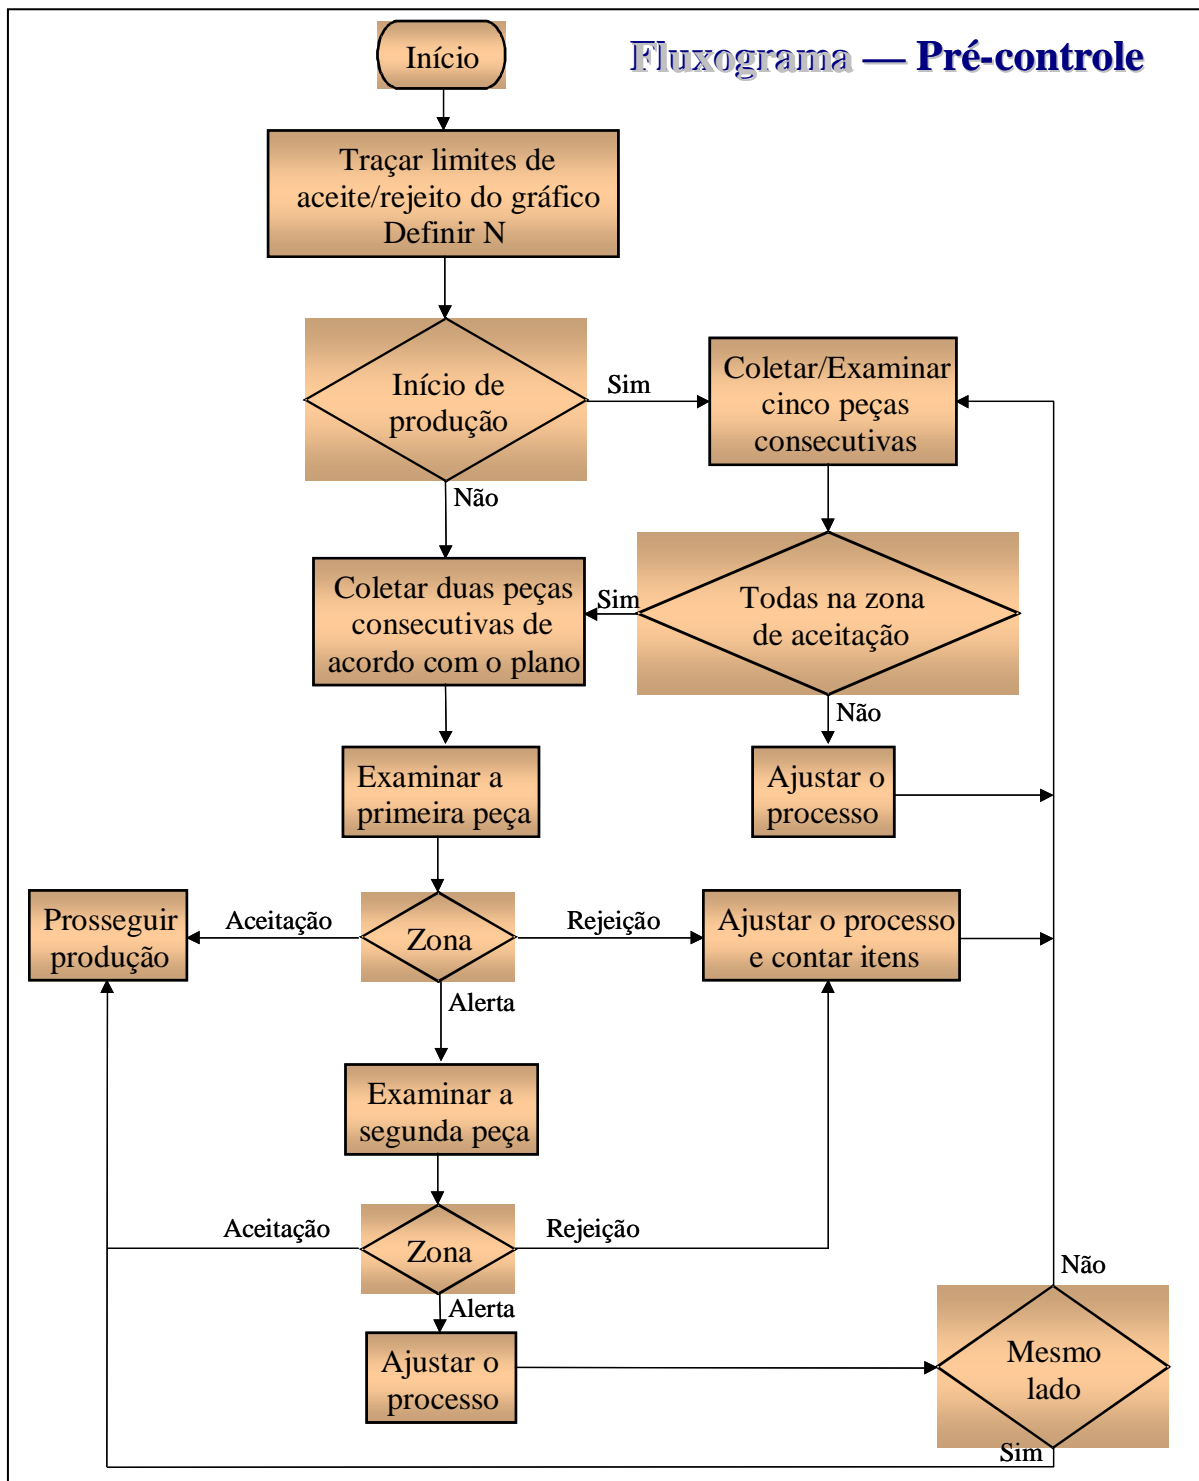 Fluxograma — Pré-controle
Início
Traçar limites de
aceite/rejeito do gráfico
Definir N
Início de
produção
Sim
Coletar/Examinar
cinco peças
consecutivas
Não
Coletar duas peças
consecutivas de
acordo com o plano
Sim
Todas na zona
de aceitação
Não
Examinar a
primeira peça
Ajustar o
processo
Prosseguir
produção
Aceitação
Zona
Rejeição
Ajustar o processo
e contar itens
Alerta
Examinar a
segunda peça
Aceitação
Zona
Rejeição
Não
Alerta
Ajustar o
processo
Mesmo
lado
Sim